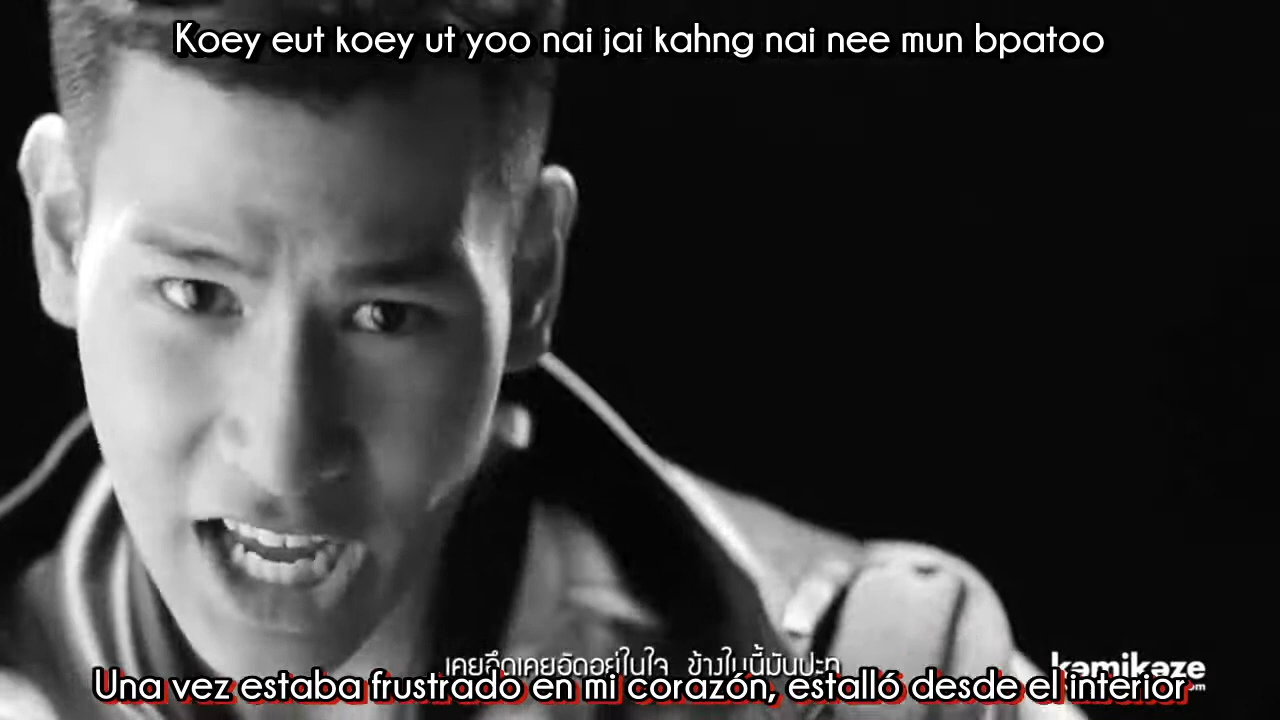 Koey eut koey ut yoo nai jai kahng nai nee mun bpatoo
เคยอึดเคยอัดอยู่ในใจ ข้างในนี้มันปะทุ
kamikaze
Una vez estaba frustrado en mi corazón, estalló desde el interior